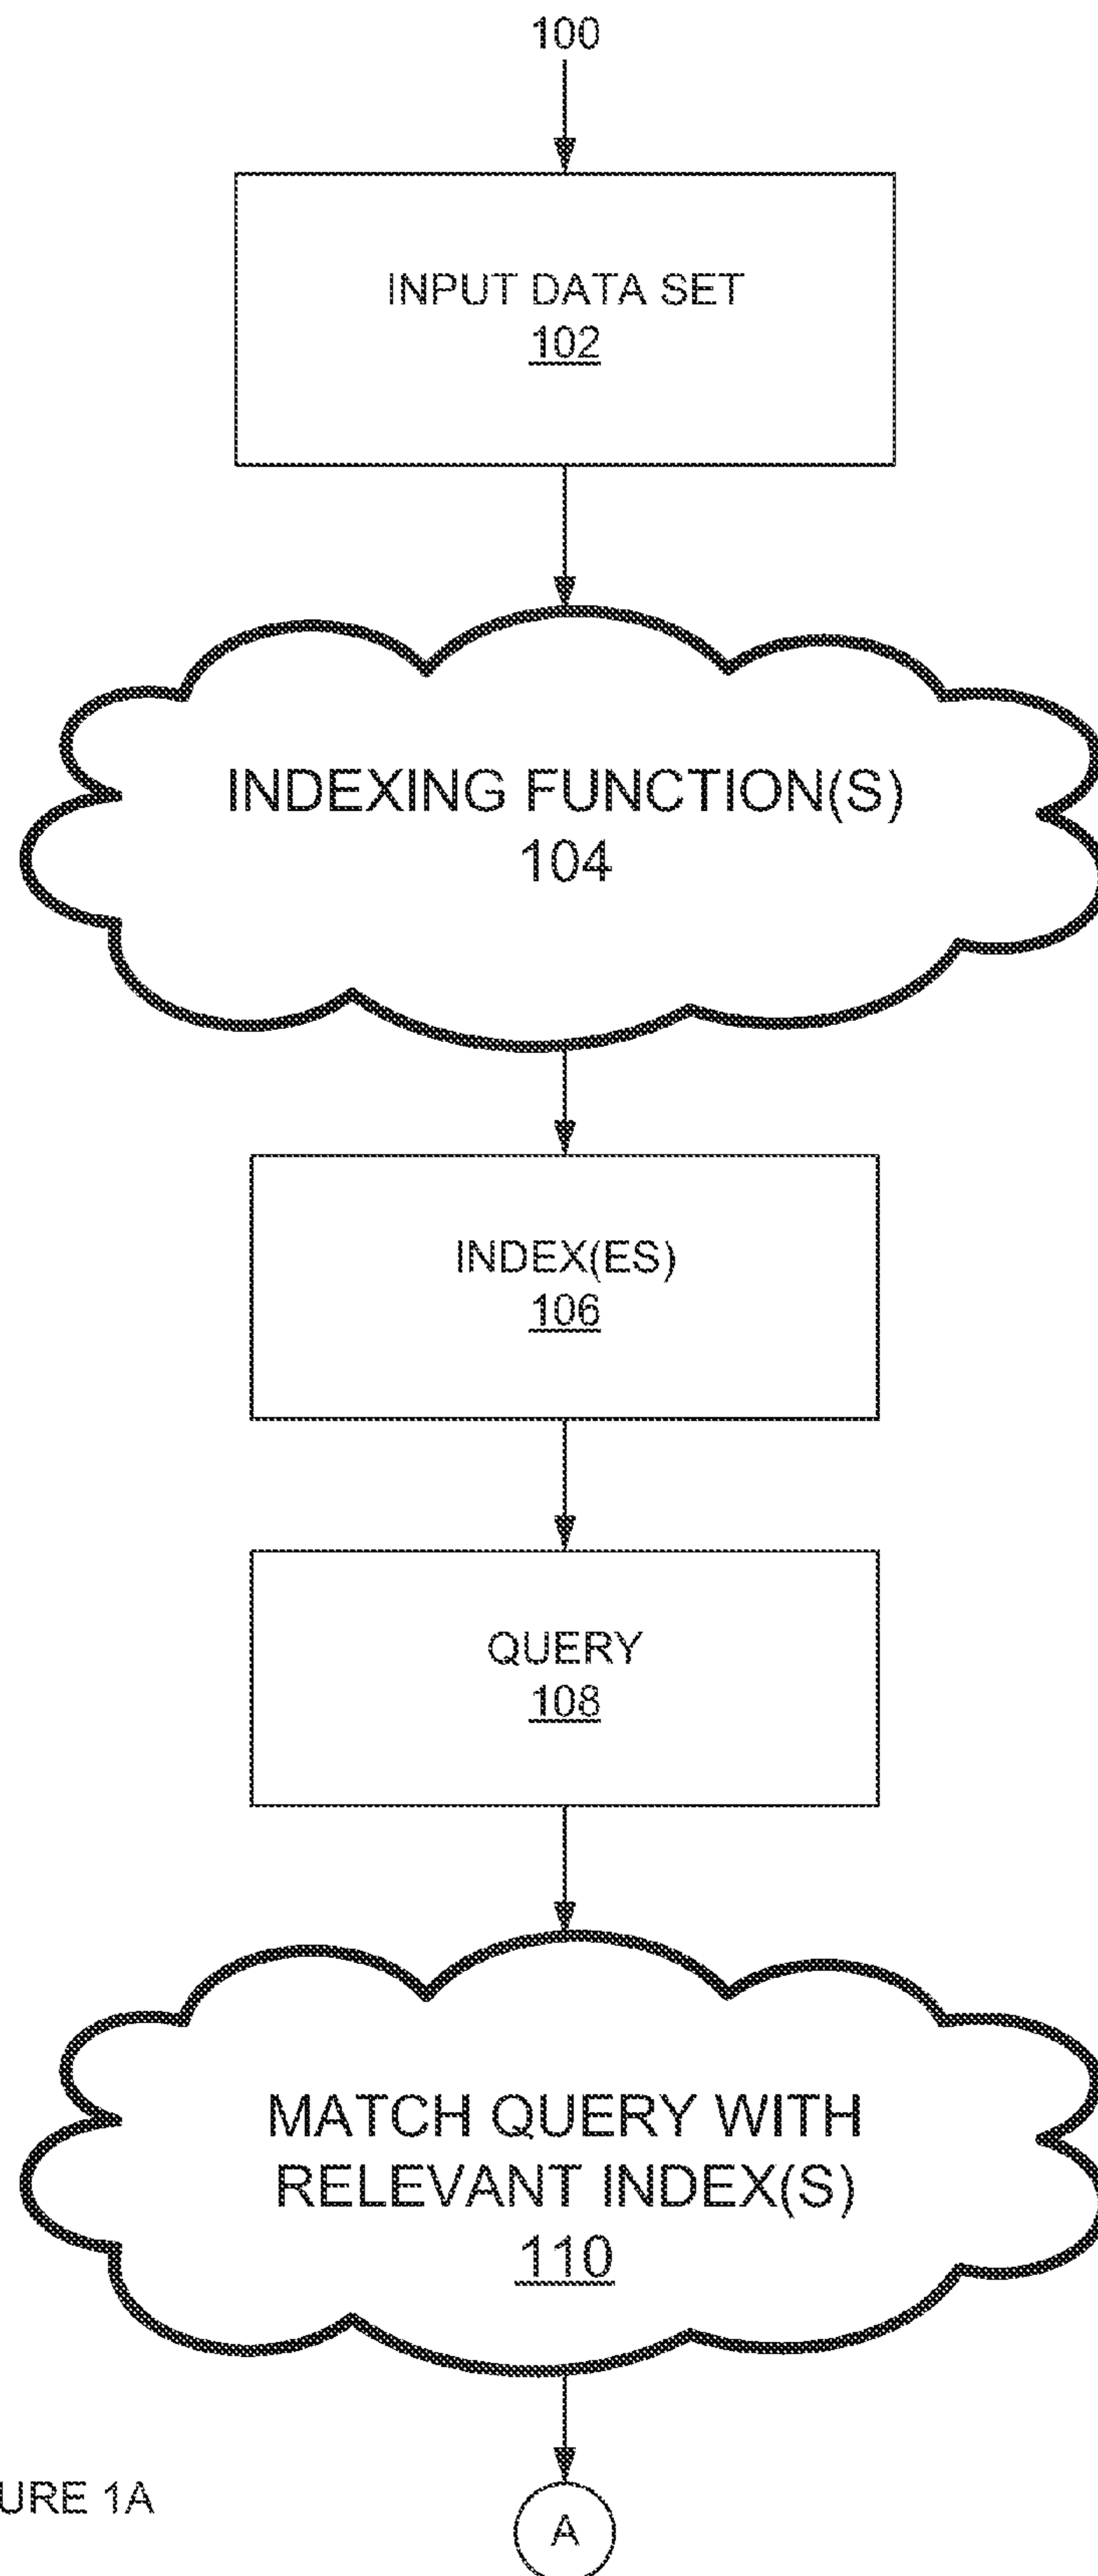 100
INPUT DATA SET
102
INDEXING FUNCTION(S)
104
INDEX(ES)
106
QUERY
108
MATCH QUERY WITH
RELEVANT INDEX(S)
110
URE 1A
A